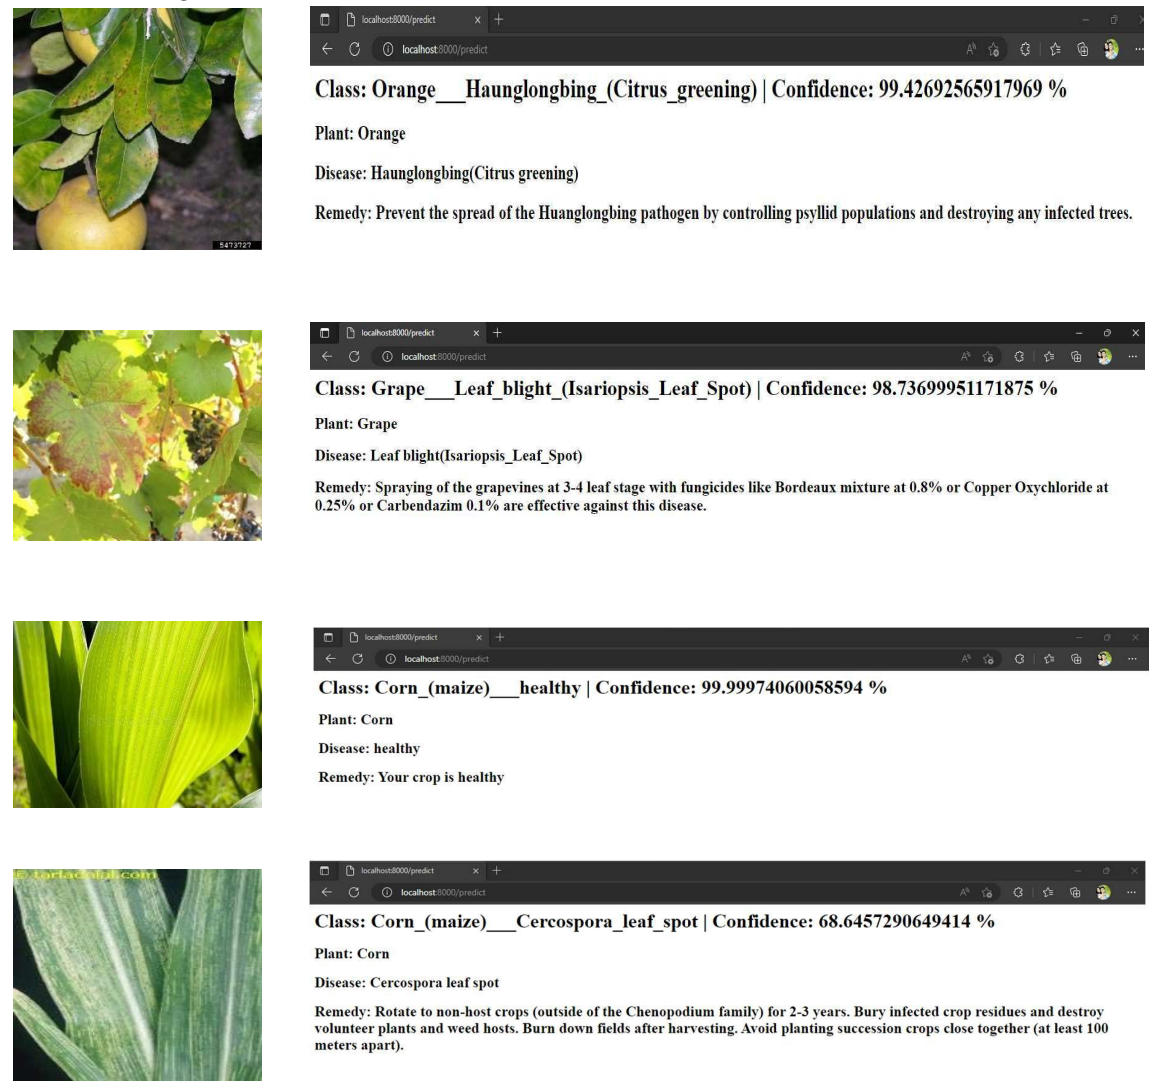 localhost:8000/predict
localhost:8000/predict
Class: Orange___Haunglongbing_(Citrus_greening) | Confidence: 99.42692565917969 %
Plant: Orange
Disease: Haunglongbing(Citrus greening)
Remedy: Prevent the spread of the Huanglongbing pathogen by controlling psyllid populations and destroying any infected trees.
5473727
localhost:8000/predict
localhost:8000/predict
Class: Grape___Leaf_blight_(Isariopsis_Leaf_Spot) | Confidence: 98.73699951171875 %
Plant: Grape
Disease: Leaf blight(Isariopsis_Leaf_Spot)
Remedy: Spraying of the grapevines at 3-4 leaf stage with fungicides like Bordeaux mixture at 0.8% or Copper Oxychloride at
0.25% or Carbendazim 0.1% are effective against this disease.
localhost:8000/predict
localhost:8000/predict
Class: Corn_(maize)___healthy | Confidence: 99.99974060058594 %
Plant: Corn
Disease: healthy
Remedy: Your crop is healthy
© tarladalal.com
localhost:8000/predict
localhost:8000/predict
Class: Corn_(maize)___Cercospora_leaf_spot | Confidence: 68.6457290649414 %
Plant: Corn
Disease: Cercospora leaf spot
Remedy: Rotate to non-host crops (outside of the Chenopodium family) for 2-3 years. Bury infected crop residues and destroy
volunteer plants and weed hosts. Burn down fields after harvesting. Avoid planting succession crops close together (at least 100
meters apart).